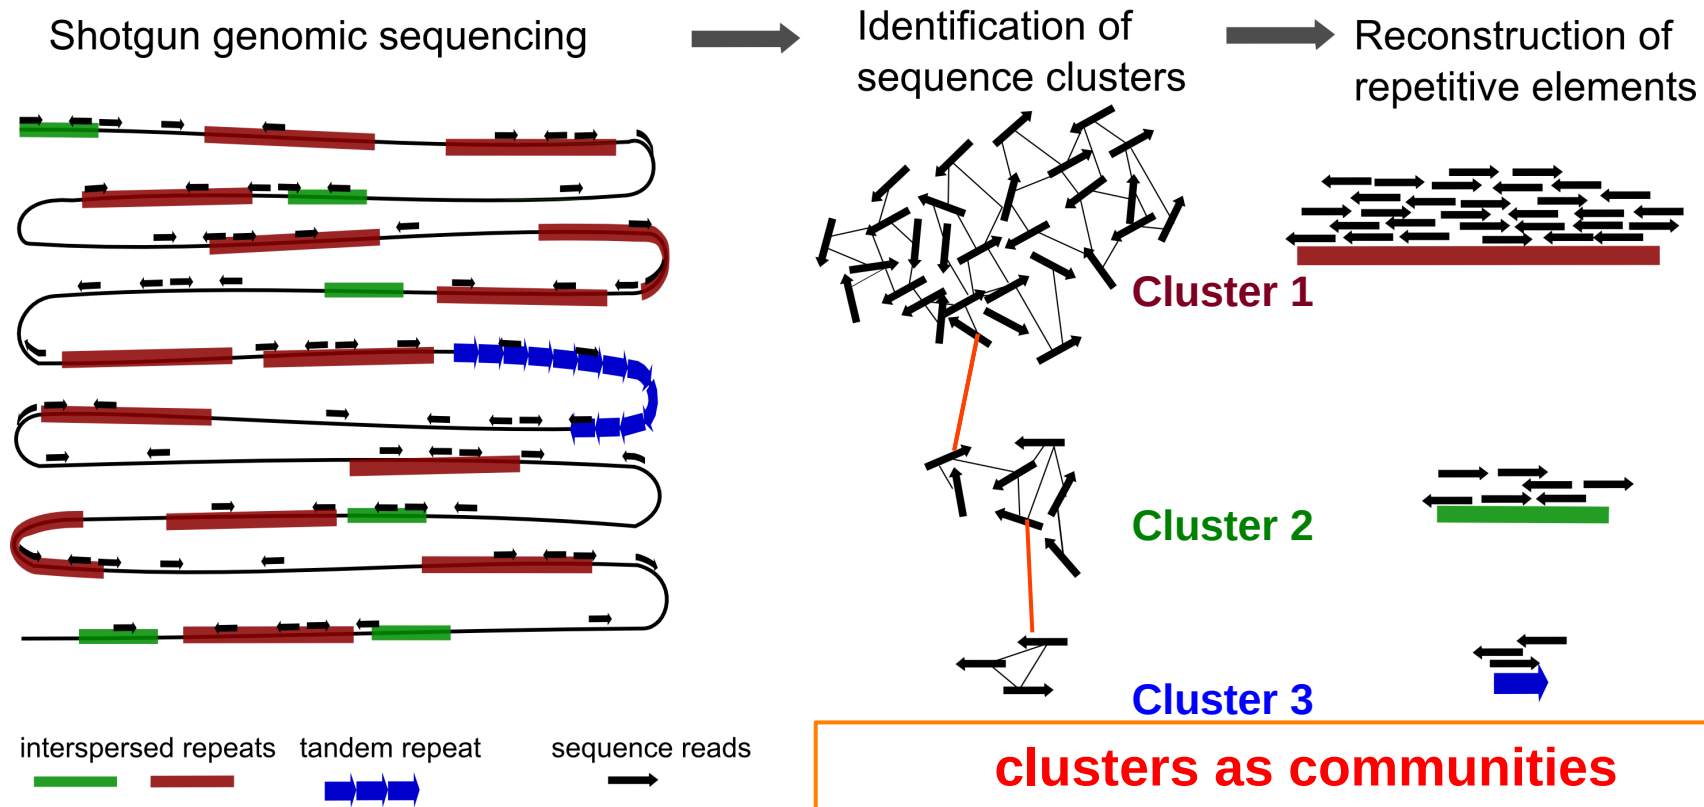 Shotgun genomic sequencing
Identification of
sequence clusters
Reconstruction of
repetitive elements
Cluster 1
Cluster 2
Cluster 3
interspersed repeats
tandem repeat
sequence reads
clusters as communities